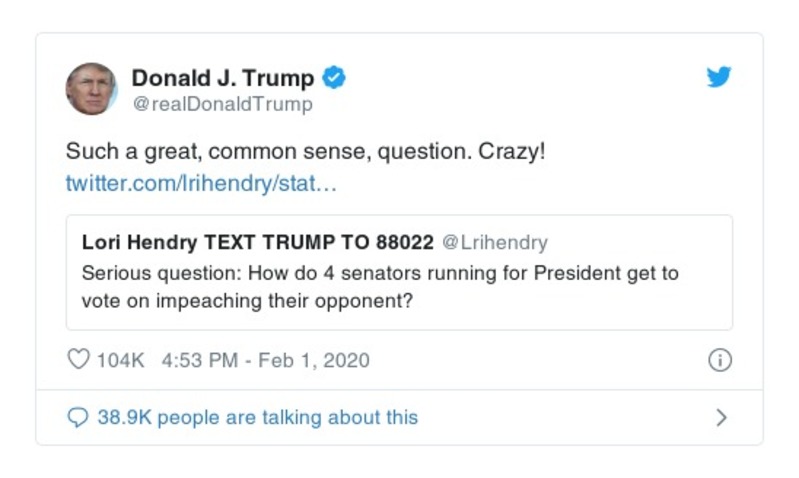 Donald J. Trump
@realDonaldTrump
Such a great, common sense, question. Crazy!
twitter.com/lrihendry/stat…
Lori Hendry TEXT TRUMP TO 88022 @Lrihendry
Serious question: How do 4 senators running for President get to
vote on impeaching their opponent?
104K 4:53 PM - Feb 1, 2020
38.9K people are talking about this